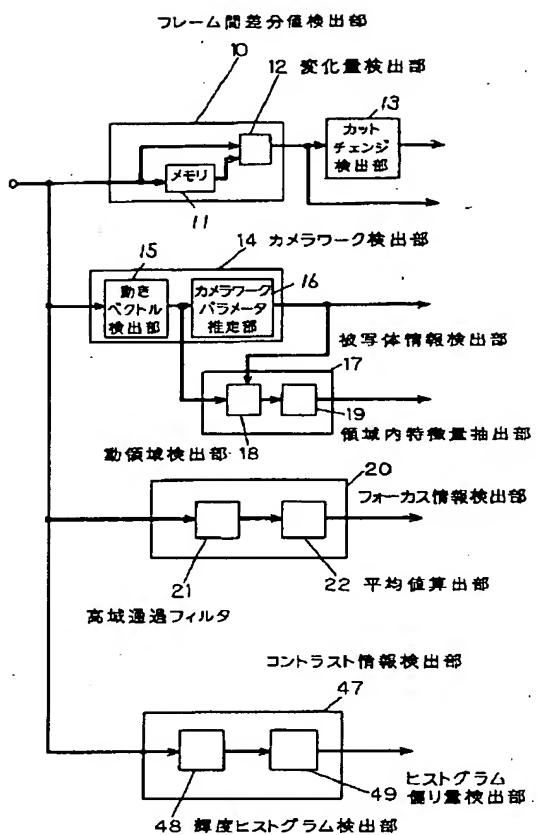 フレーム間差分値検出部
10
12 変化量検出部
13
カット
チェンジ
検出部
メモリ
11
14 カメラワーク検出部
15
16
動き
ベクトル
検出部
カメラワーク
パラメータ
推定部
被写体情報検出部
17
19
領域内特徴量抽出部
動領域検出部 18
20
フォーカス情報検出部
21
22 平均値算出部
高域通過フィルタ
コントラスト情報検出部
47
ヒストグラム
49 偏り量検出部
48 輝度ヒストグラム検出部